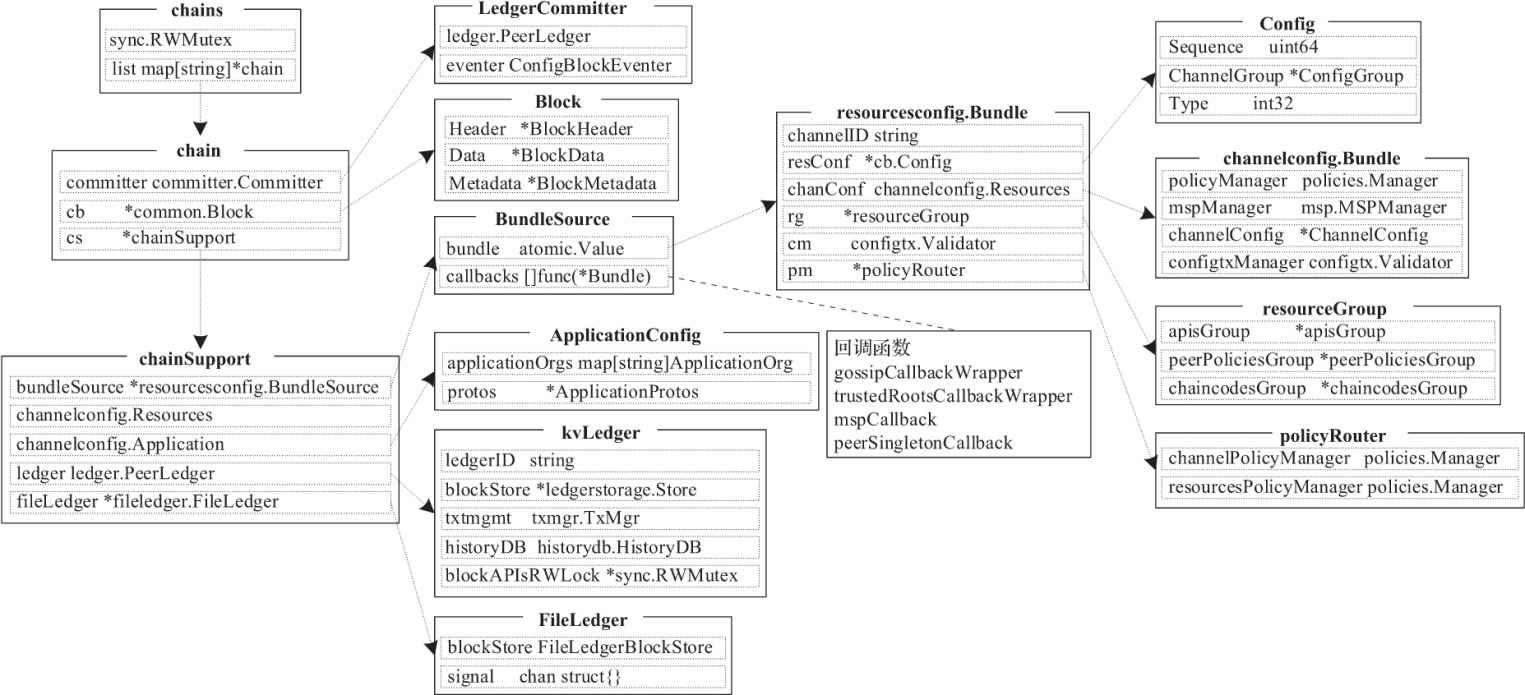 chains
sync.RWMutex
list map[string]*chain
chain
committer committer.Committer
cb *common.Block
cs *chainSupport
chainSupport
bundleSource *resourcesconfig.BundleSource
channelconfig.Resources
channelconfig.Application
ledger ledger.PeerLedger
fileLedger *fileledger.FileLedger
LedgerCommitter
ledger.PeerLedger
eventer ConfigBlockEventer
Block
Header *BlockHeader
Data *BlockData
Metadata *BlockMetadata
BundleSource
bundle atomic.Value
callbacks []func(*Bundle)
ApplicationConfig
applicationOrgs map[string]ApplicationOrg
protos *ApplicationProtos
kvLedger
ledgerID string
blockStore *ledgerstorage.Store
txtmgmt txmgr.TxMgr
historyDB historydb.HistoryDB
blockAPIsRWLock *sync.RWMutex
FileLedger
blockStore FileLedgerBlockStore
signal chan struct{}
resourcesconfig.Bundle
channelID string
resConf *cb.Config
chanConf channelconfig.Resources
rg *resourceGroup
cm configtx.Validator
pm *policyRouter
回调函数
gossipCallbackWrapper
trustedRootsCallbackWrapper
mspCallback
peerSingletonCallback
Config
Sequence uint64
ChannelGroup *ConfigGroup
Type int32
channelconfig.Bundle
policyManager policies.Manager
mspManager msp.MSPManager
channelConfig *ChannelConfig
configtxManager configtx.Validator
resourceGroup
apisGroup *apisGroup
peerPoliciesGroup *peerPoliciesGroup
chaincodesGroup *chaincodesGroup
policyRouter
channelPolicyManager policies.Manager
resourcesPolicyManager policies.Manager